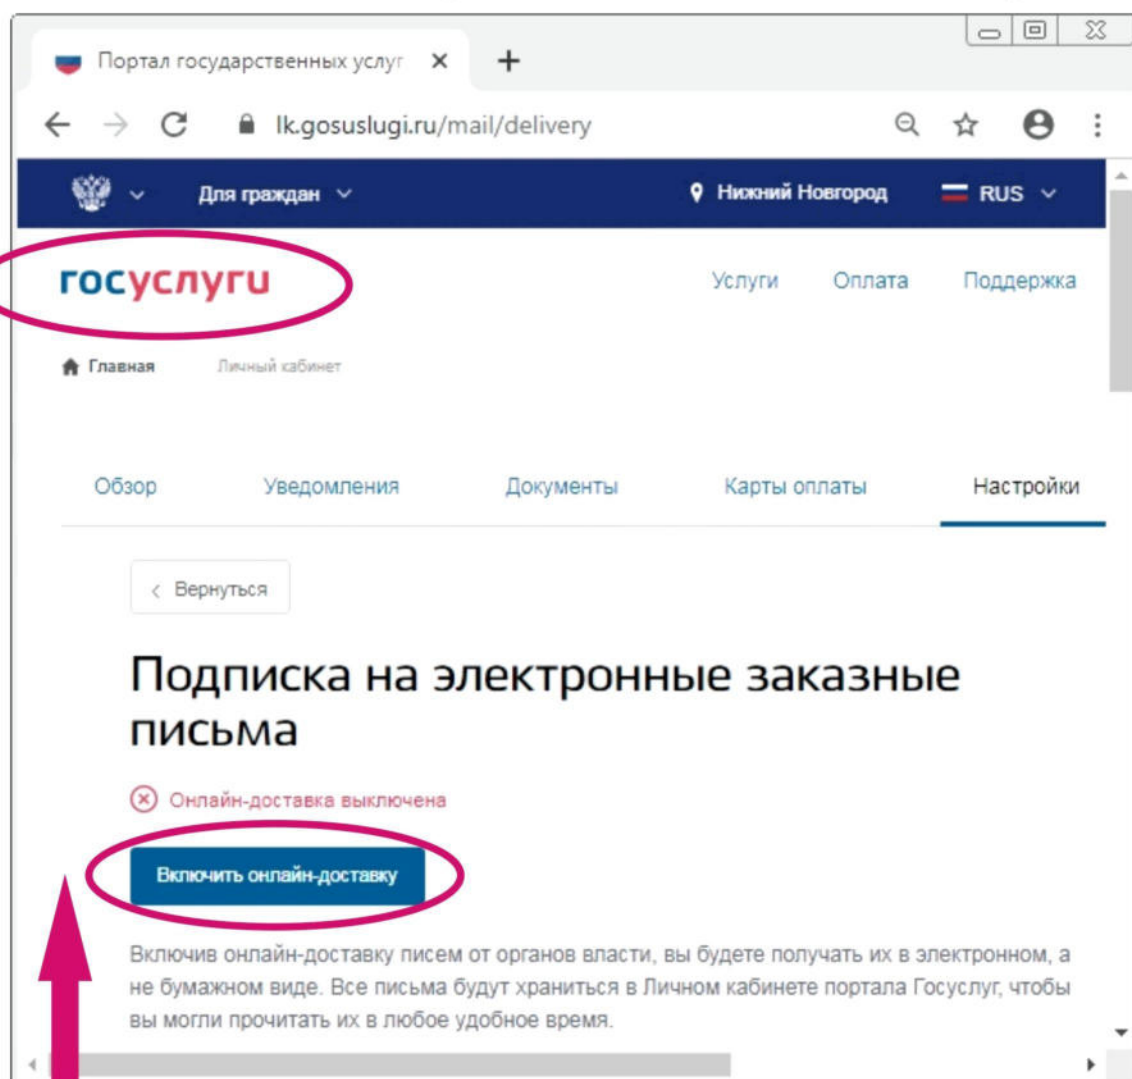 Портал государственных услуг
lk.gosuslugi.ru/mail/delivery
Для граждан
Нижний Новгород
RUS
госуслуги
Услуги Оплата Поддержка
Главная Личный кабинет
Обзор Уведомления Документы Карты оплаты Настройки
Вернуться
Подписка на электронные заказные
письма
Онлайн-доставка выключена
Включить онлайн-доставку
Включив онлайн-доставку писем от органов власти, вы будете получать их в электронном, а
не бумажном виде. Все письма будут храниться в Личном кабинете портала Госуслуг, чтобы
вы могли прочитать их в любое удобное время.